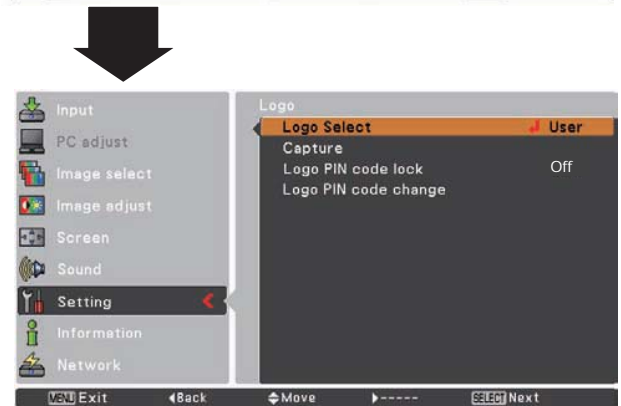 Input
PC adjust
Image select
Image adjust
Screen
Sound
Setting
Information
Network
Logo
Logo Select User
Capture
Logo PIN code lock Off
Logo PIN code change
MENU Exit Back Move ----- SELECT Next